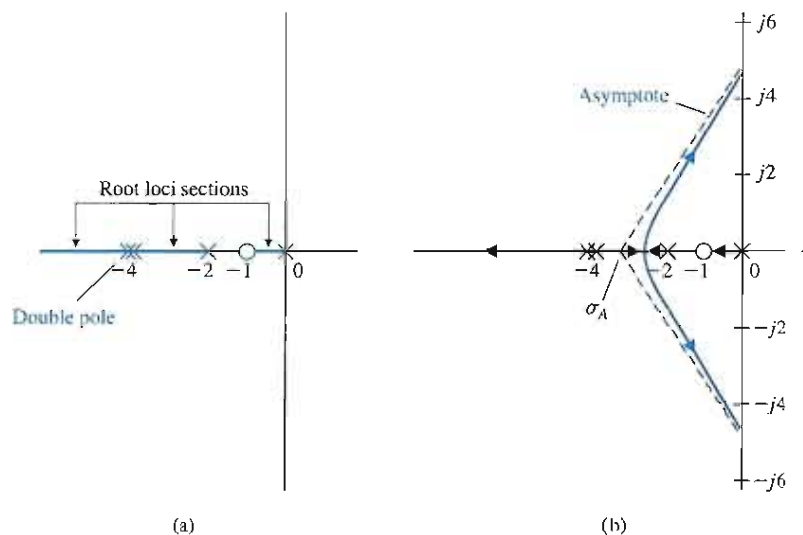 Root loci sections
−4
−2
−1
0
Double pole
(a)
j6
Asymptote
j4
j2
−4
−2
−1
0
σA
−j2
−j4
−j6
(b)